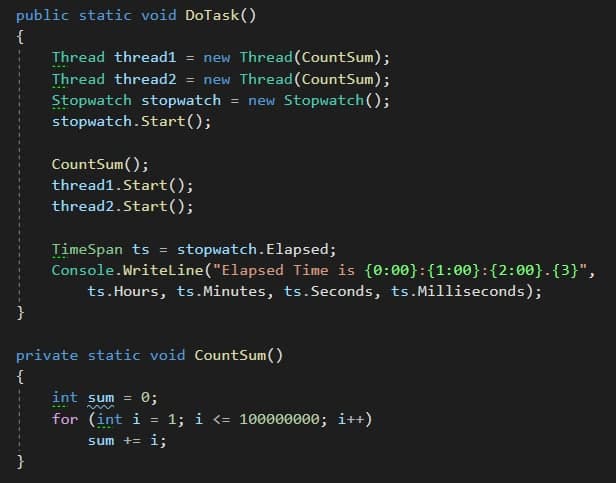 public static void DoTask()
{
    Thread thread1 = new Thread(CountSum);
    Thread thread2 = new Thread(CountSum);
    Stopwatch stopwatch = new Stopwatch();
    stopwatch.Start();

    CountSum();
    thread1.Start();
    thread2.Start();

    TimeSpan ts = stopwatch.Elapsed;
    Console.WriteLine("Elapsed Time is {0:00}:{1:00}:{2:00}.{3}",
        ts.Hours, ts.Minutes, ts.Seconds, ts.Milliseconds);
}

private static void CountSum()
{
    int sum = 0;
    for (int i = 1; i <= 100000000; i++)
        sum += i;
}